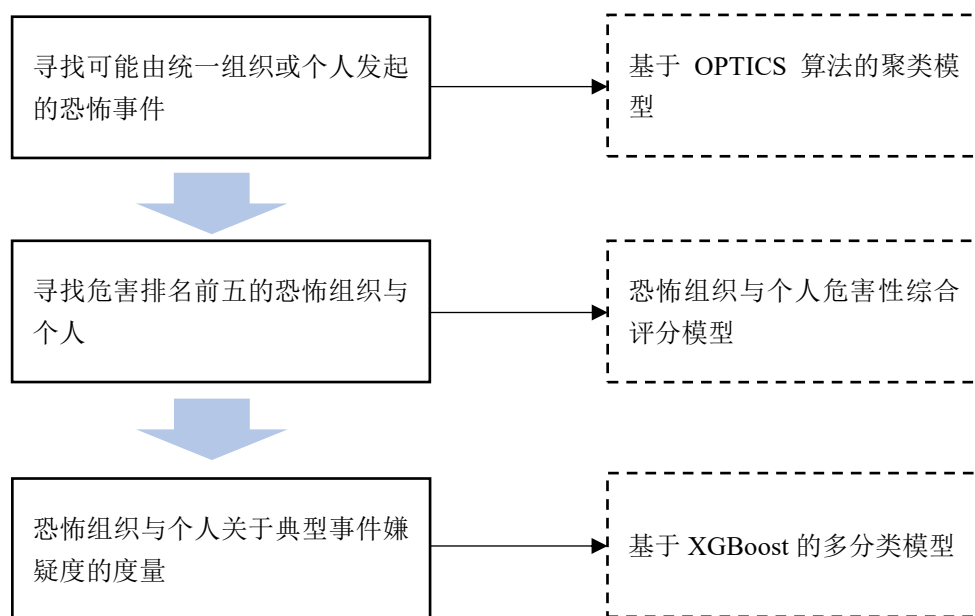 寻找可能由统一组织或个人发起
的恐怖事件
基于 OPTICS 算法的聚类模
型
寻找危害排名前五的恐怖组织与
个人
恐怖组织与个人危害性综合
评分模型
恐怖组织与个人关于典型事件嫌
疑度的度量
基于 XGBoost 的多分类模型